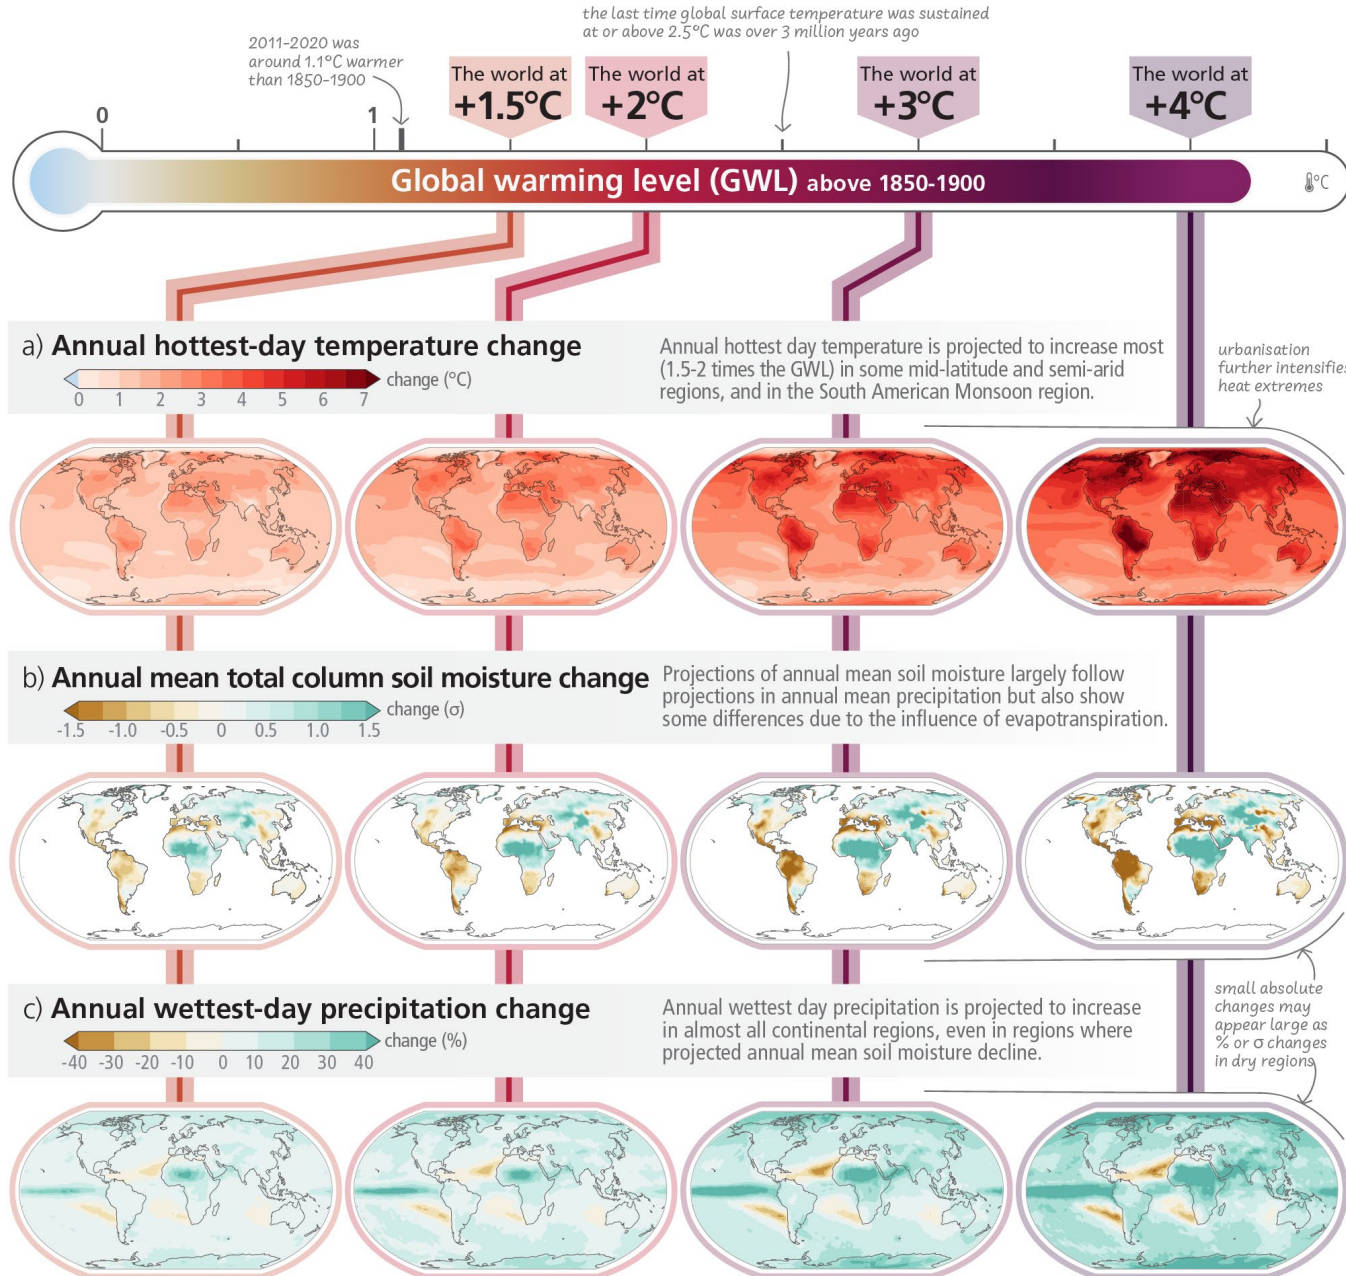 the last time global surface temperature was sustained
at or above 2.5°C was over 3 million years ago
2011-2020 was
around 1.1°C warmer
than 1850-1900
The world at
+1.5°C
The world at
+2°C
The world at
+3°C
The world at
+4°C
0
1
Global warming level (GWL) above 1850-1900
°C
a) Annual hottest-day temperature change
change (°C)
0 1 2 3 4 5 6 7
Annual hottest day temperature is projected to increase most
(1.5-2 times the GWL) in some mid-latitude and semi-arid
regions, and in the South American Monsoon region.
urbanisation
further intensifies
heat extremes
b) Annual mean total column soil moisture change
change (σ)
-1.5 -1.0 -0.5 0 0.5 1.0 1.5
Projections of annual mean soil moisture largely follow
projections in annual mean precipitation but also show
some differences due to the influence of evapotranspiration.
c) Annual wettest-day precipitation change
change (%)
-40 -30 -20 -10 0 10 20 30 40
Annual wettest day precipitation is projected to increase
in almost all continental regions, even in regions where
projected annual mean soil moisture decline.
small absolute
changes may
appear large as
% or σ changes
in dry regions